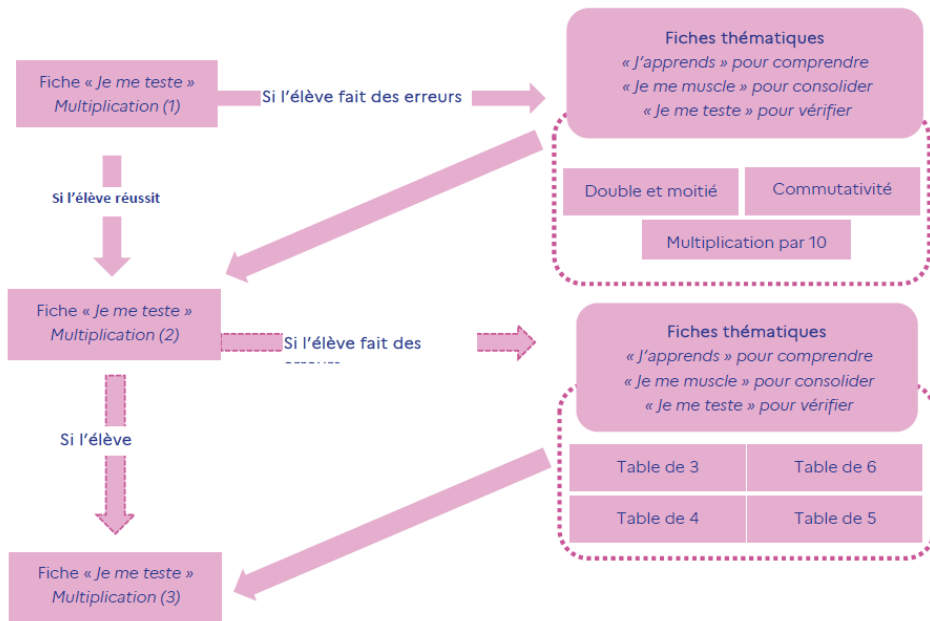 Fiche « Je me teste »
Multiplication (1)
Si l'élève fait des erreurs
Fiches thématiques
« J'apprends » pour comprendre
« Je me muscle » pour consolider
« Je me teste » pour vérifier
Si l'élève réussit
Double et moitié
Commutativité
Multiplication par 10
Fiche « Je me teste »
Multiplication (2)
Si l'élève fait des
Fiches thématiques
« J'apprends » pour comprendre
« Je me muscle » pour consolider
« Je me teste » pour vérifier
Si l'élève
Table de 3
Table de 6
Table de 4
Table de 5
Fiche « Je me teste »
Multiplication (3)